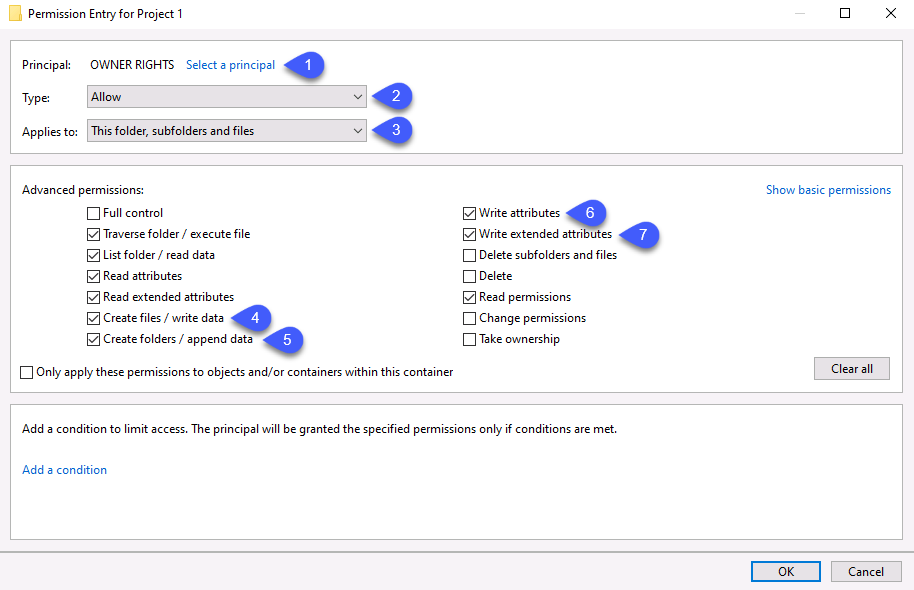 Permission Entry for Project 1
Principal: OWNER RIGHTS Select a principal 1
Type: Allow 2
Applies to: This folder, subfolders and files 3
Advanced permissions: Show basic permissions
Full control
Traverse folder / execute file
List folder / read data
Read attributes
Read extended attributes
Create files / write data 4
Create folders / append data 5
Write attributes 6
Write extended attributes 7
Delete subfolders and files
Delete
Read permissions
Change permissions
Take ownership
Only apply these permissions to objects and/or containers within this container
Clear all
Add a condition to limit access. The principal will be granted the specified permissions only if conditions are met.
Add a condition
OK Cancel